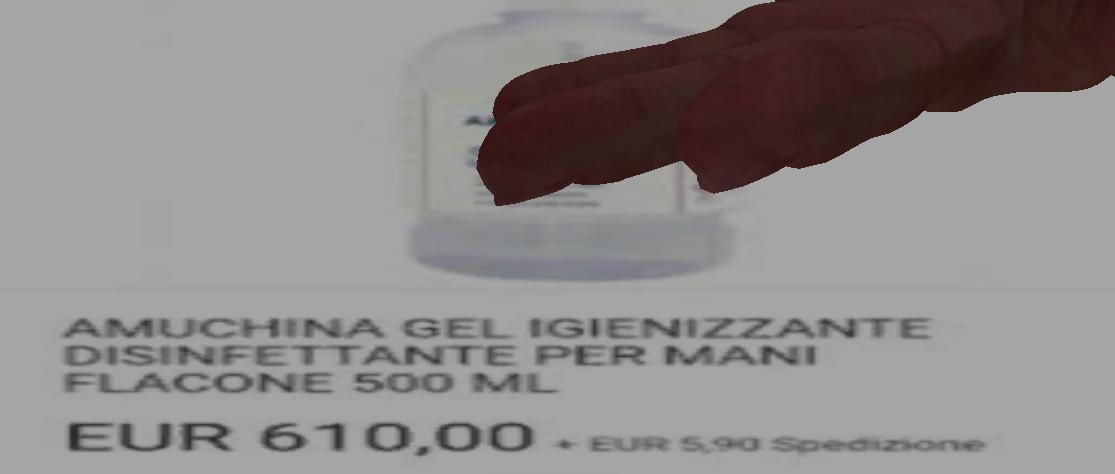 AMUCHINA GEL IGIENIZZANTE
DISINFETTANTE PER MANI
FLACONE 500 ML
EUR 610,00 + EUR 5,90 Spedizione